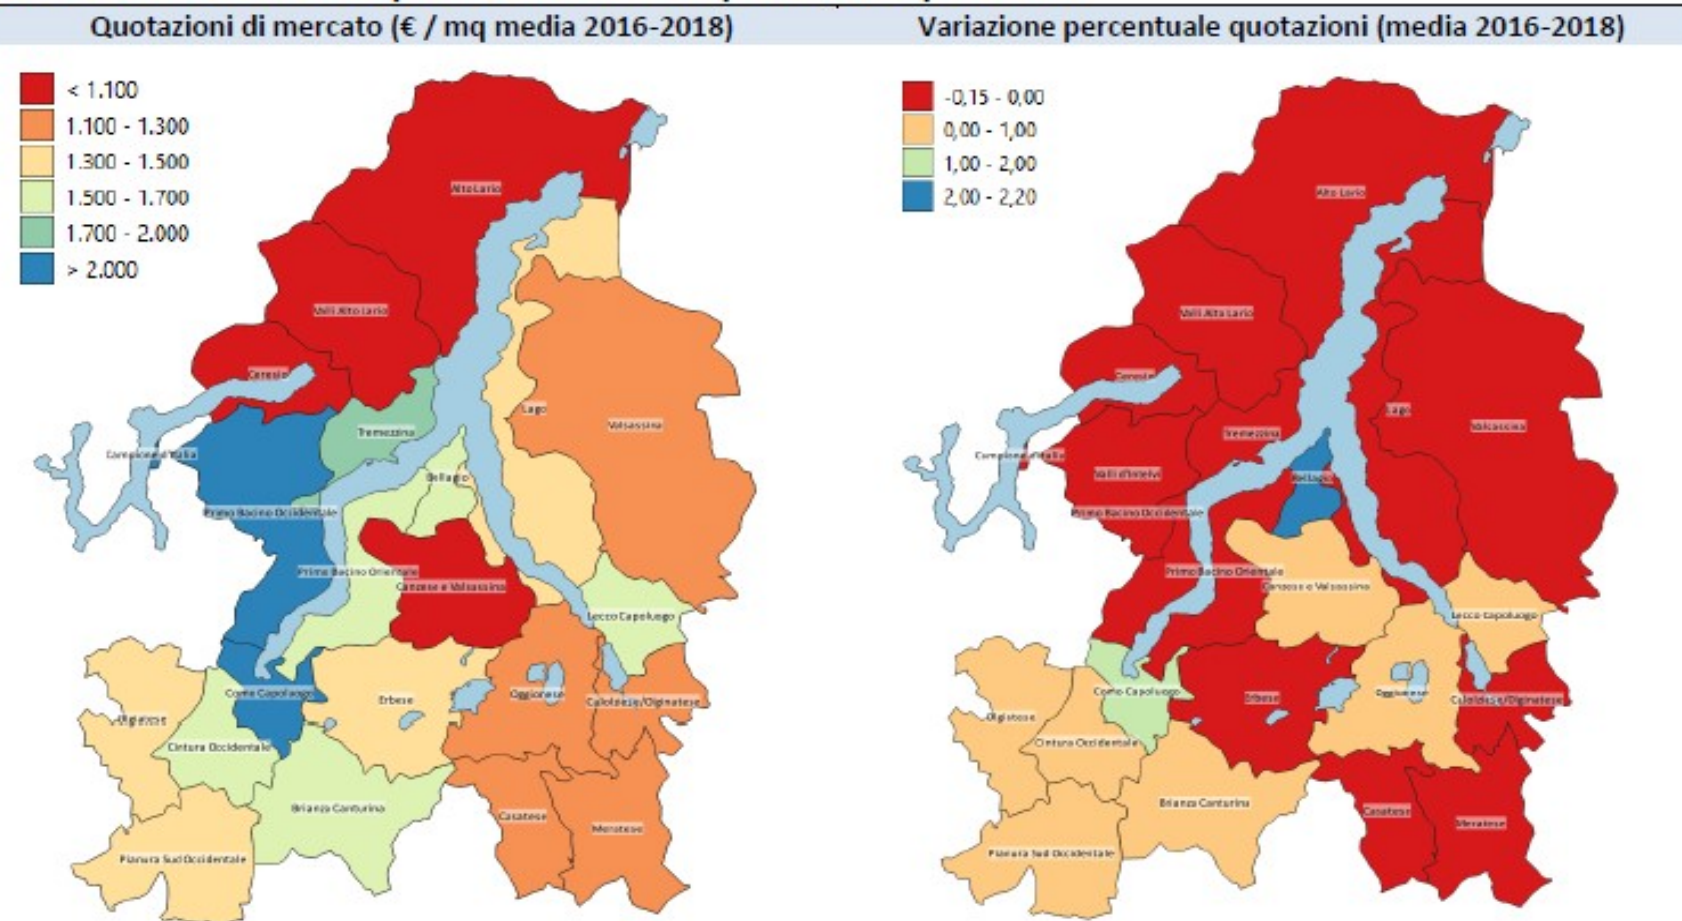 Quotazioni di mercato (€ / mq media 2016-2018)
< 1.100
1.100 - 1.300
1.300 - 1.500
1.500 - 1.700
1.700 - 2.000
> 2.000
Alto Lario
Valli Alto Lario
Ceresio
Lago
Tremezzina
Valsassina
Campione d'Italia
Bellagio
Primo Bacino Occidentale
Primo Bacino Orientale
Canzese e Valsassina
Lecco Capoluogo
Como Capoluogo
Erbese
Oggionese
Calolziese/Olginatese
Olgiatese
Cintura Occidentale
Brianza Canturina
Casatese
Meratese
Pianura Sud Occidentale
Variazione percentuale quotazioni (media 2016-2018)
-0,15 - 0,00
0,00 - 1,00
1,00 - 2,00
2,00 - 2,20
Alto Lario
Valli Alto Lario
Ceresio
Lago
Tremezzina
Valsassina
Campione d'Italia
Valli d'Intelvi
Bellagio
Primo Bacino Occidentale
Primo Bacino Orientale
Canzese e Valsassina
Lecco Capoluogo
Como Capoluogo
Erbese
Oggionese
Calolziese/Olginatese
Olgiatese
Cintura Occidentale
Brianza Canturina
Casatese
Meratese
Pianura Sud Occidentale